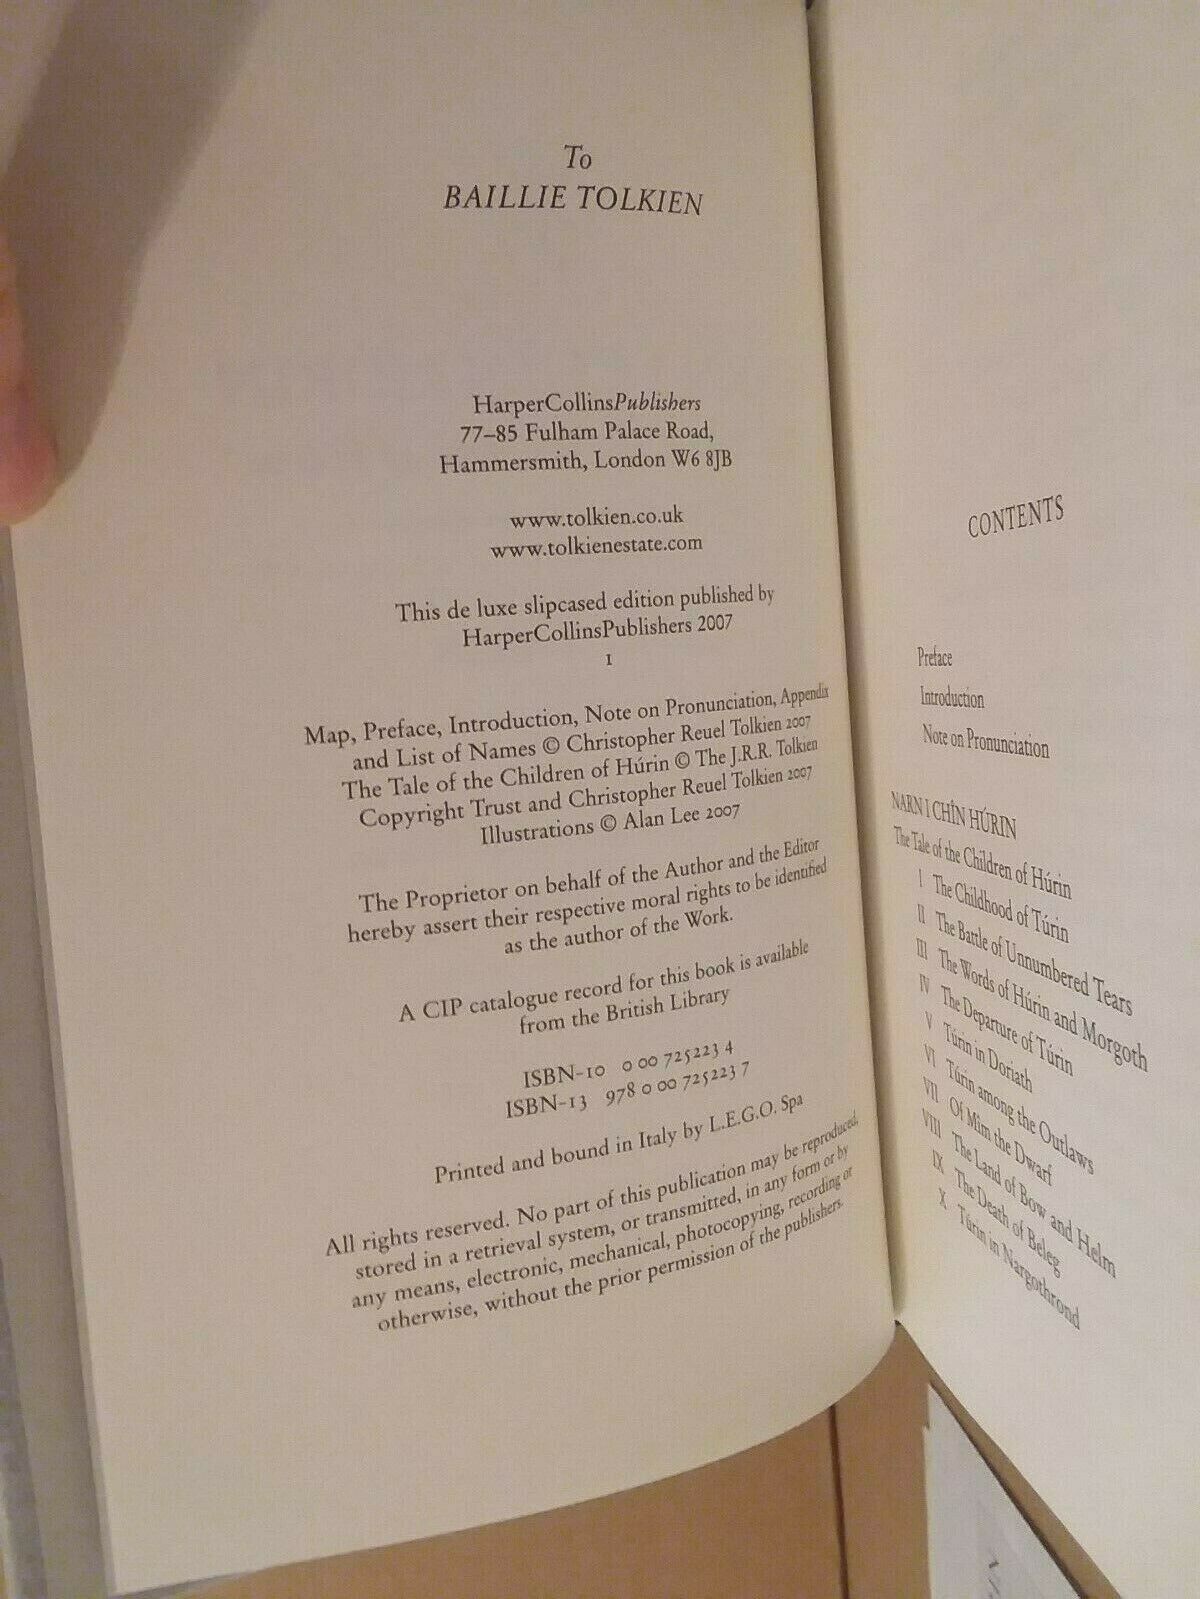 To
BAILLIE TOLKIEN
HarperCollinsPublishers
77–85 Fulham Palace Road,
Hammersmith, London W6 8JB
www.tolkien.co.uk
www.tolkienestate.com
This de luxe slipcased edition published by
HarperCollinsPublishers 2007
1
Map, Preface, Introduction, Note on Pronunciation, Appendix
and List of Names © Christopher Reuel Tolkien 2007
The Tale of the Children of Húrin © The J.R.R. Tolkien
Copyright Trust and Christopher Reuel Tolkien 2007
Illustrations © Alan Lee 2007
The Proprietor on behalf of the Author and the Editor
hereby assert their respective moral rights to be identified
as the author of the Work.
A CIP catalogue record for this book is available
from the British Library
ISBN-10 0 00 725223 4
ISBN-13 978 0 00 725223 7
Printed and bound in Italy by L.E.G.O. Spa
All rights reserved. No part of this publication may be reproduced,
stored in a retrieval system, or transmitted, in any form or by
any means, electronic, mechanical, photocopying, recording or
otherwise, without the prior permission of the publishers.
CONTENTS
Preface
Introduction
Note on Pronunciation
NARN I CHÎN HÚRIN
The Tale of the Children of Húrin
I The Childhood of Túrin
II The Battle of Unnumbered Tears
III The Words of Húrin and Morgoth
IV The Departure of Túrin
V Túrin in Doriath
VI Túrin among the Outlaws
VII Of Mîm the Dwarf
VIII The Land of Bow and Helm
IX The Death of Beleg
X Túrin in Nargothrond